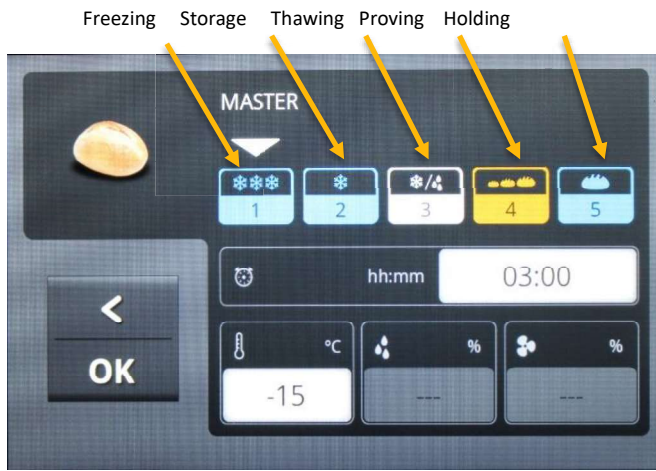 Freezing Storage Thawing Proving Holding
MASTER
1 2 3 4 5
hh:mm 03:00
< OK
°C % %
-15 --- ---